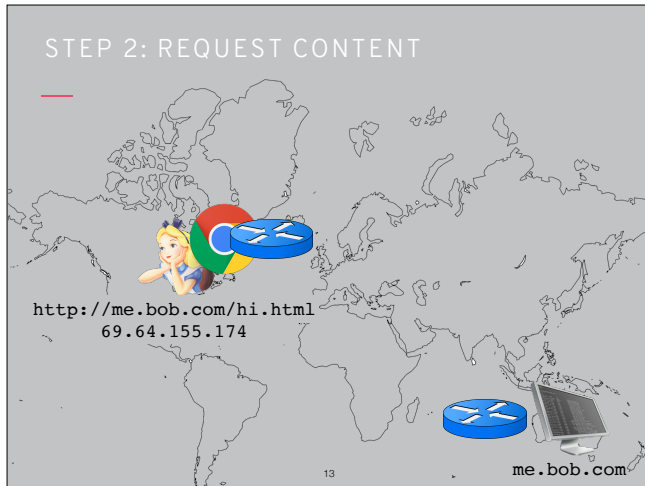 STEP 2: REQUEST CONTENT
http://me.bob.com/hi.html
69.64.155.174
13
me.bob.com